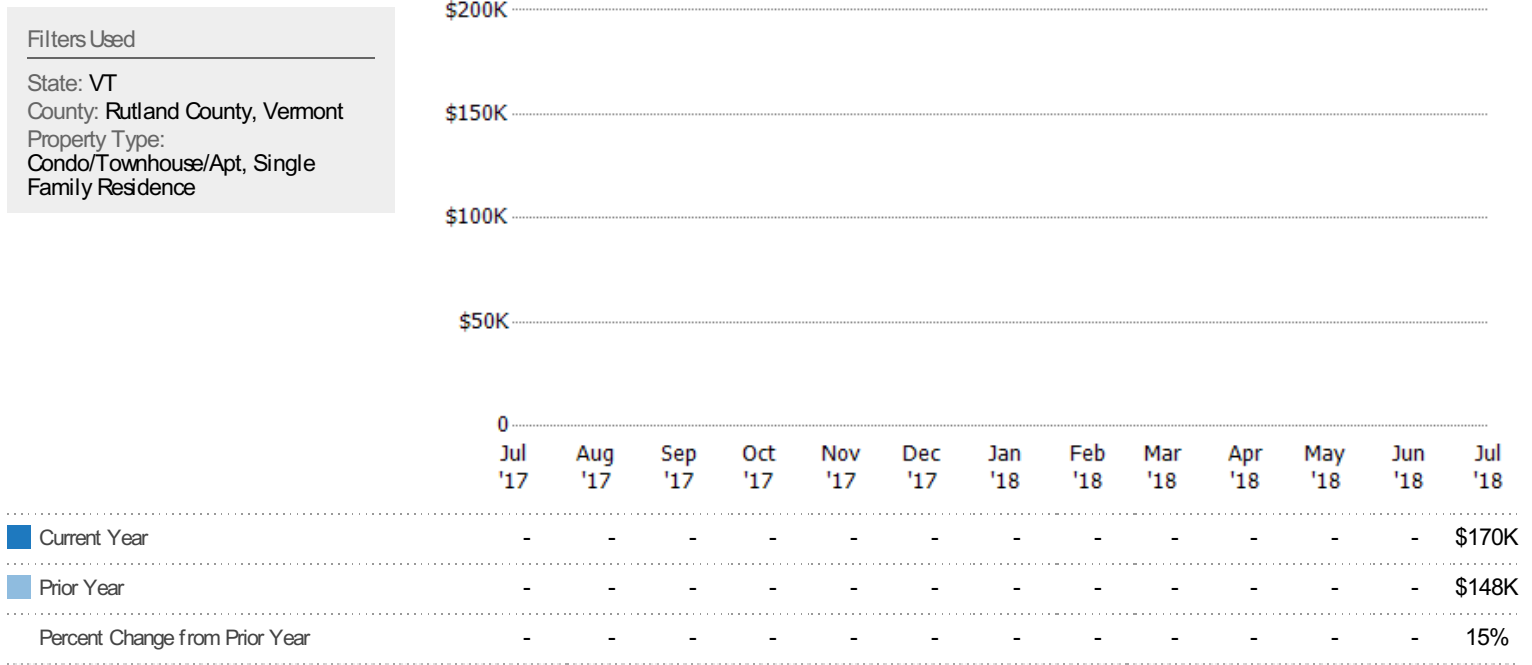 Filters Used
State: VT
County: Rutland County, Vermont
Property Type:
Condo/Townhouse/Apt, Single
Family Residence
$200K
$150K
$100K
$50K
0
Jul Aug Sep Oct Nov Dec Jan Feb Mar Apr May Jun Jul
'17 '17 '17 '17 '17 '17 '18 '18 '18 '18 '18 '18 '18
Current Year - - - - - - - - - - - - $170K
Prior Year - - - - - - - - - - - - $148K
Percent Change from Prior Year - - - - - - - - - - - - 15%